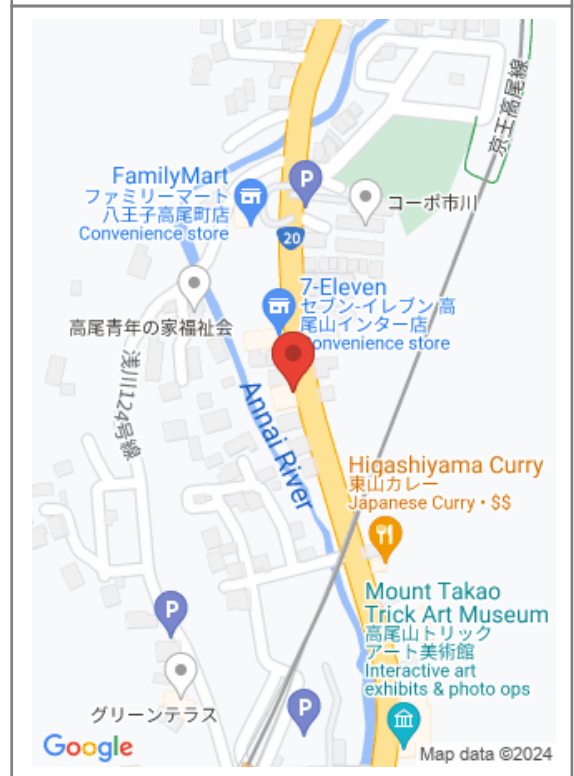 京王高尾線
FamilyMart
ファミリーマート
八王子高尾町店
Convenience store
P
コーポ市川
20
7-Eleven
セブン-イレブン 高
尾山インター店
Convenience store
高尾青年の家福祉会
浅川124号線
Annai River
Higashiyama Curry
東山カレー
Japanese Curry • $$
Mount Takao
Trick Art Museum
高尾山トリック
アート美術館
Interactive art
exhibits & photo ops
P
グリーンテラス
P
Google
Map data ©2024